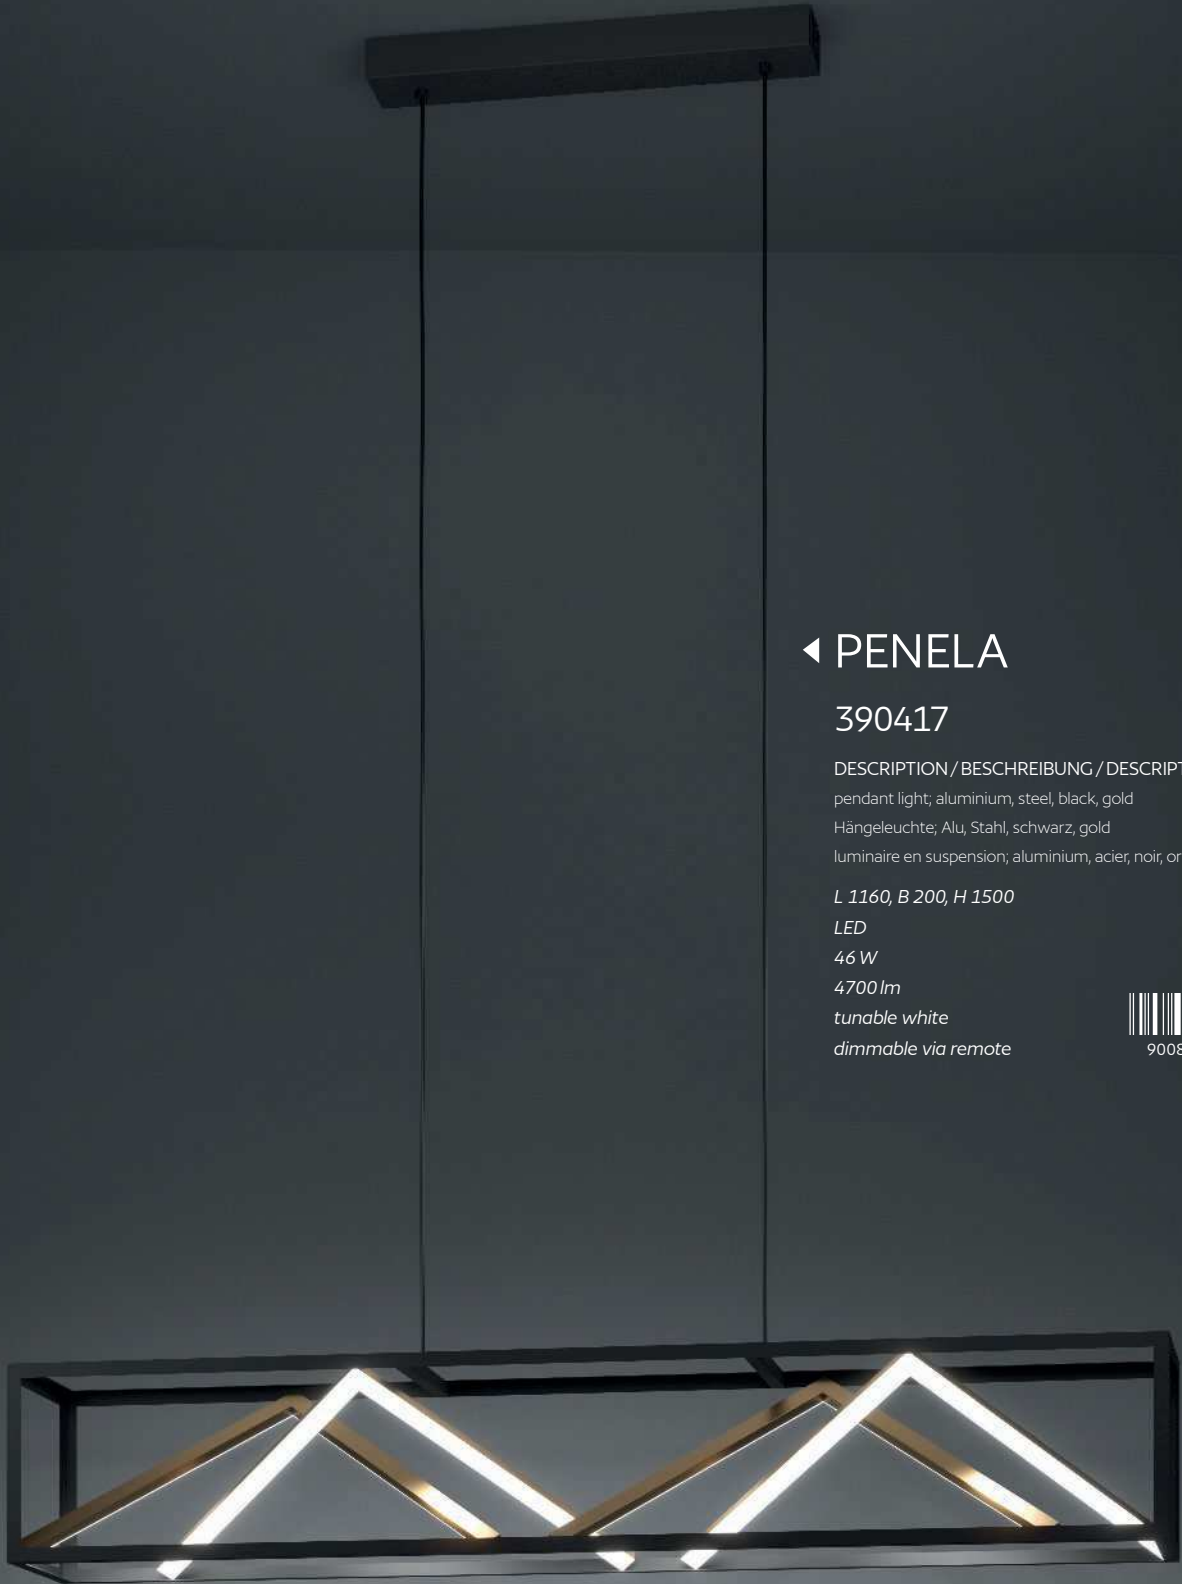 PENELA
390417
DESCRIPTION / BESCHREIBUNG / DESCRIPT
pendant light; aluminium, steel, black, gold
Hängeleuchte; Alu, Stahl, schwarz, gold
luminaire en suspension; aluminium, acier, noir, or
L 1160, B 200, H 1500
LED
46 W
4700 lm
tunable white
dimmable via remote
9008